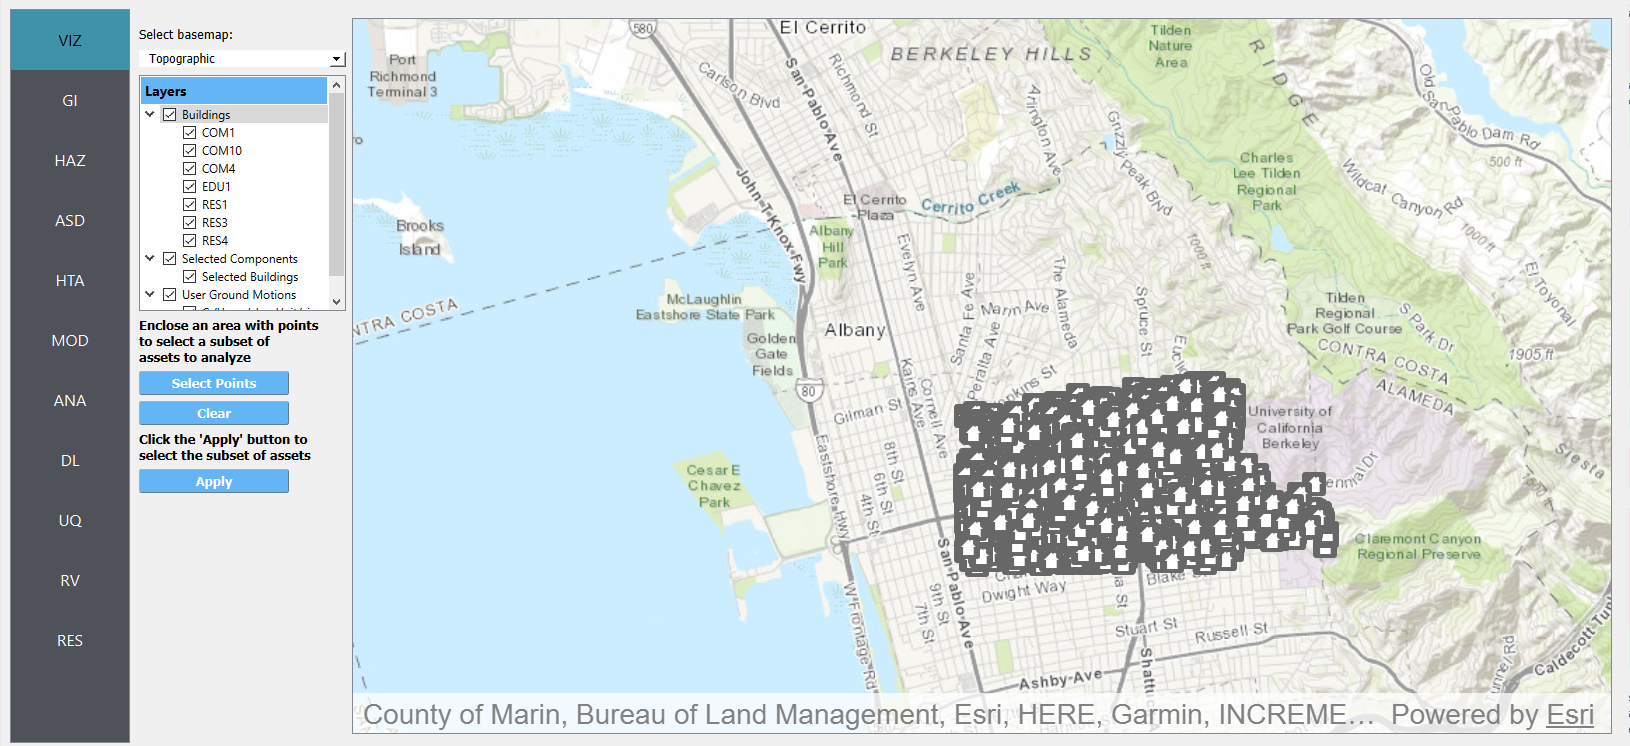 VIZ
GI
HAZ
ASD
HTA
MOD
ANA
DL
UQ
RV
RES
Select basemap:
Topographic
Layers
Buildings
COM1
COM10
COM4
EDU1
RES1
RES3
RES4
Selected Components
Selected Buildings
User Ground Motions
Enclose an area with points
to select a subset of
assets to analyze
Select Points
Clear
Click the 'Apply' button to
select the subset of assets
Apply
580
El Cerrito
BERKELEY HILLS
Tilden
Nature
Area
RIDGE
Port
Richmond
Terminal 3
Carlson Blvd
San-Pablo-Ave
Richmond St
Arlington Ave
Grizzly Peak Blvd
San Pablo Dam Rd
500 ft
Charles
Lee Tilden
Regional
Park
Wildcat Canyon Rd
John-T-Knox-Fwy
El Cerrito
Plaza
Cerrito Creek
Brooks
Island
Albany
Hill
Park
Evelyn Ave
1000 ft
1900 ft
El Toyonal
McLaughlin
Eastshore State Park
NTRA COSTA
Santa Fe Ave
Marin Ave
The Alameda
Spruce St
Tilden
Regional
Park Golf Course
S Park Dr
Albany
Golden
Gate
Fields
Peralta Ave
CONTRA COSTA
1905 ft
ALAMEDA
80
Kains Ave
Cornell Ave
Gilman St
University of
California
Berkeley
Cesar E
Chavez
Park
Eastshore Hwy
8th St
6th St
4th St
Siesta
Claremont Canyon
Regional Preserve
San-Pablo-Ave
9th St
7th St
Dwight Way
Blake St
W Frontage Rd
Stuart St
Russell St
Ashby-Ave
Caldecott-Tun
County of Marin, Bureau of Land Management, Esri, HERE, Garmin, INCREME...
Powered by Esri